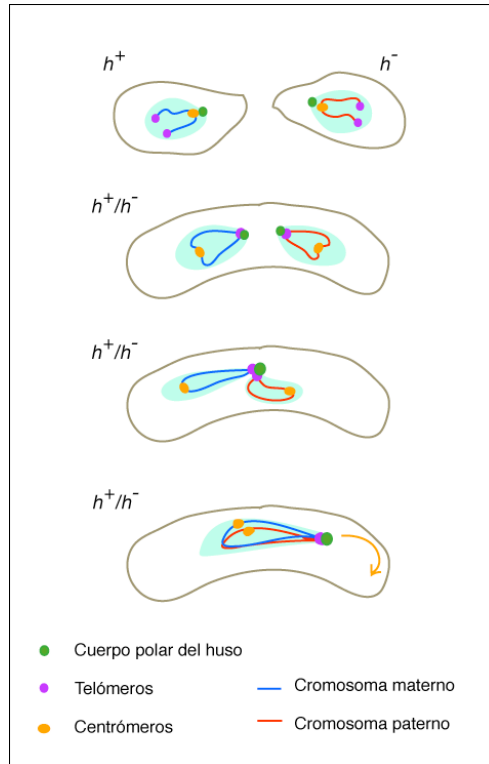 h⁺ h⁻
h⁺/h⁻
h⁺/h⁻
h⁺/h⁻
Cuerpo polar del huso
Telómeros
Cromosoma materno
Centrómeros
Cromosoma paterno